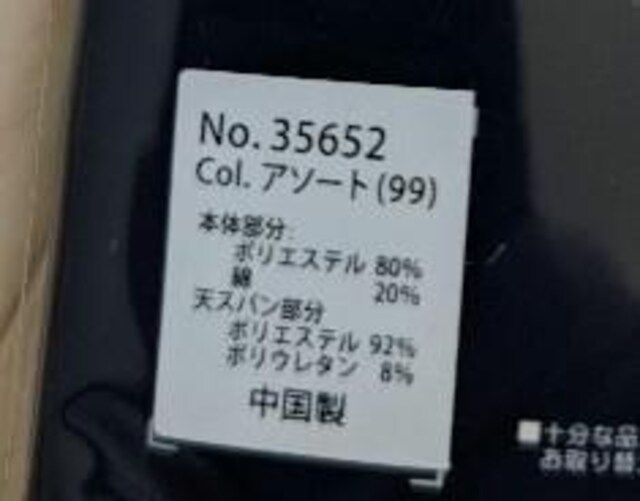 No. 35652
Col. アソート (99)
本体部分:
ポリエステル 80%
綿 20%
天スパン部分
ポリエステル 92%
ポリウレタン 8%
中国製
■十分な品
お取り替